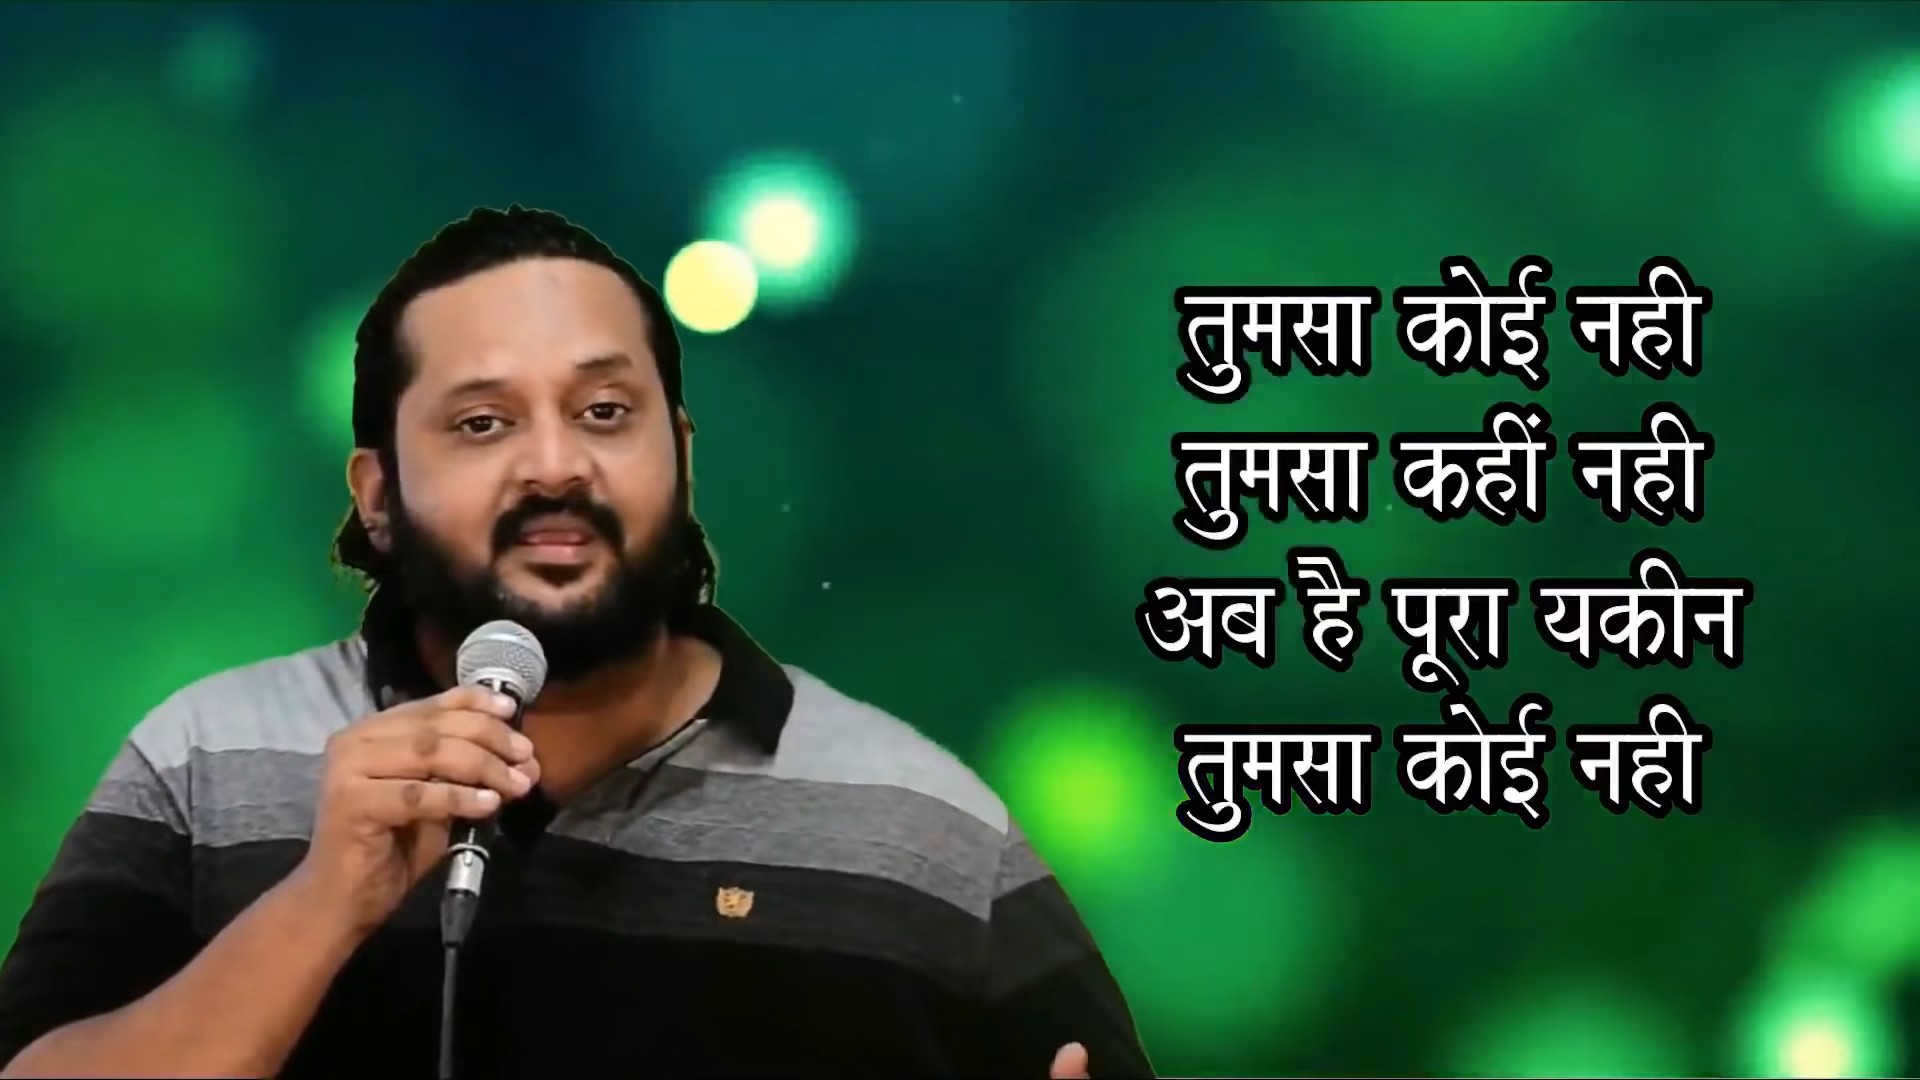 तुमसा कोई नही
तुमसा कहीं नही
अब है पूरा यकीन
तुमसा कोई नही